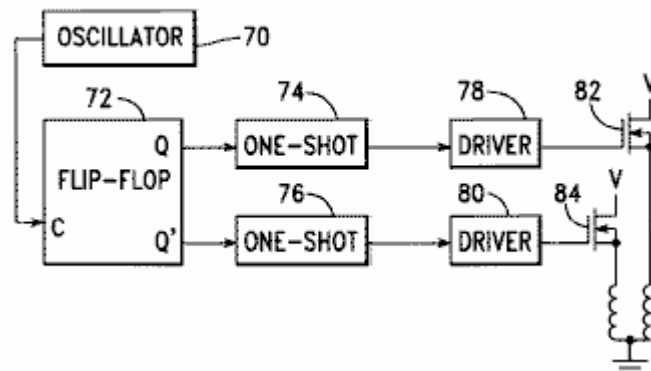 OSCILLATOR
70
72
74
78
82
V
Q
ONE-SHOT
DRIVER
FLIP-FLOP
76
80
84
V
C
Q'
ONE-SHOT
DRIVER